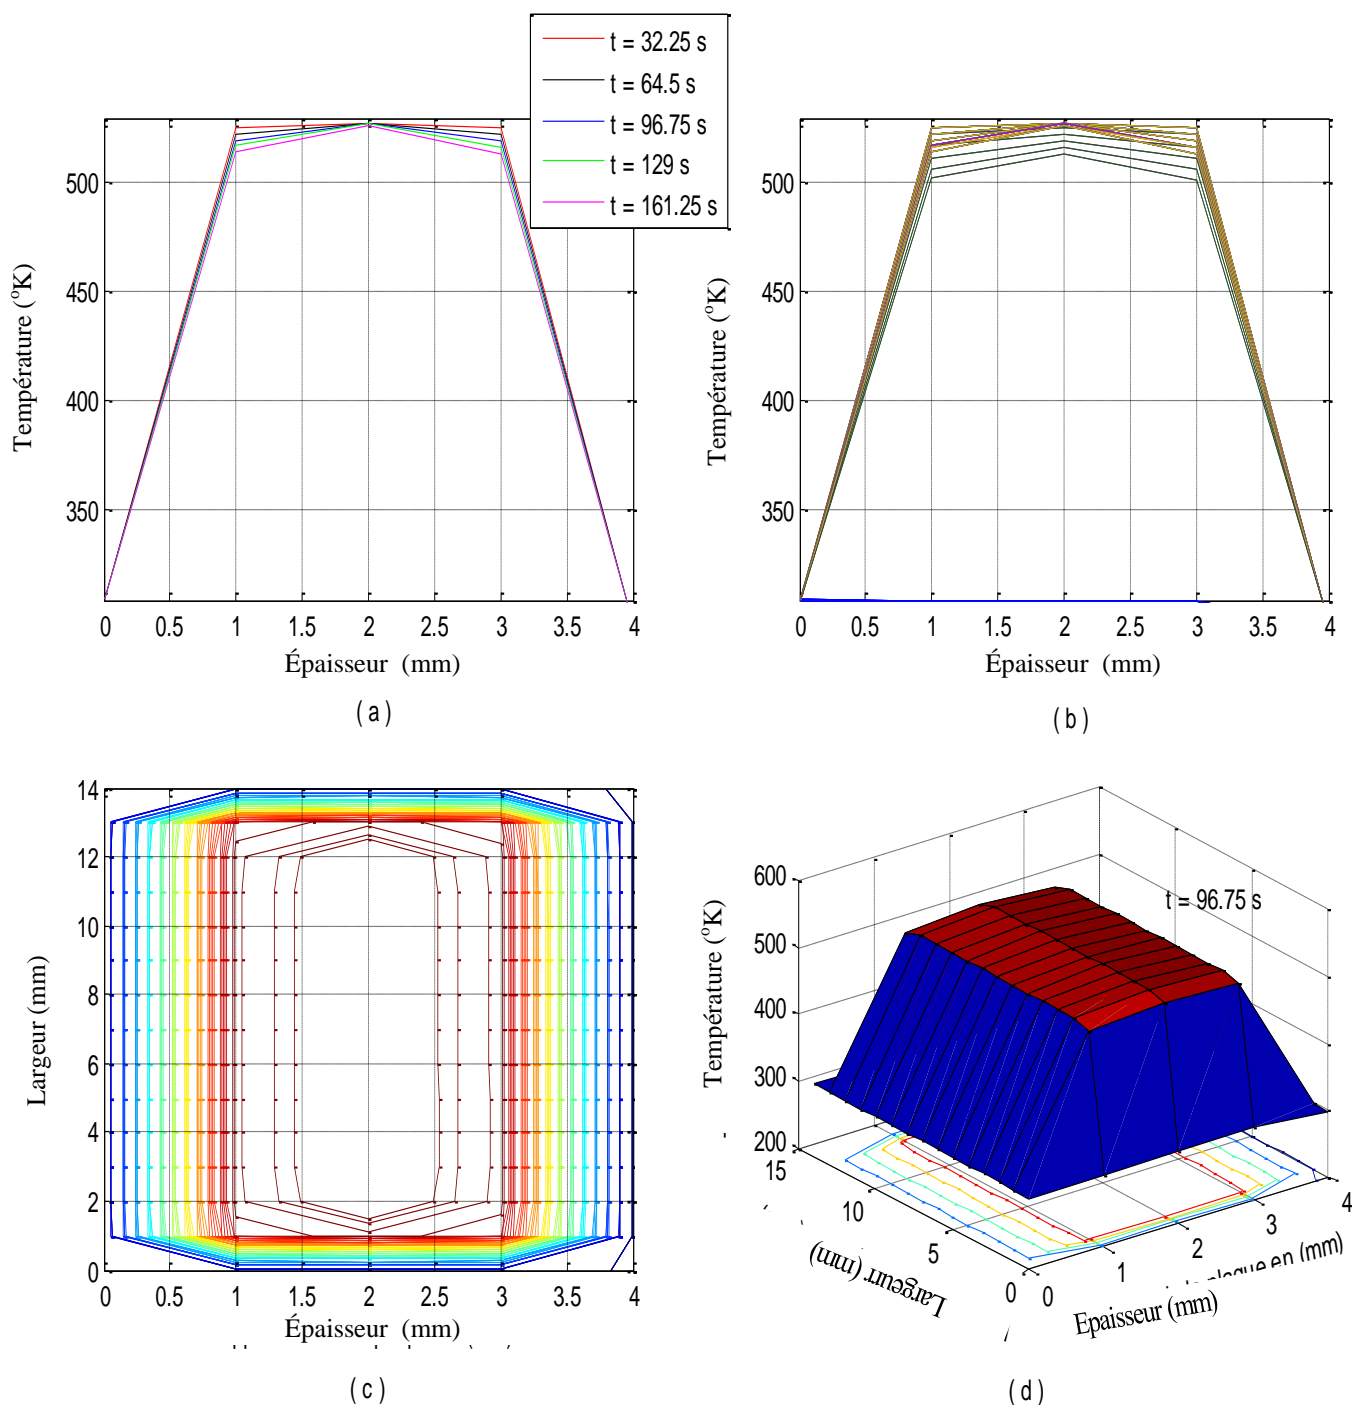 t = 32.25 s
t = 64.5 s
t = 96.75 s
t = 129 s
t = 161.25 s
500
450
400
350
0 0.5 1 1.5 2 2.5 3 3.5 4
Température (°K)
Épaisseur (mm)
( a )
500
450
400
350
0 0.5 1 1.5 2 2.5 3 3.5 4
Température (°K)
Épaisseur (mm)
( b )
14
12
10
8
6
4
2
0
0 0.5 1 1.5 2 2.5 3 3.5 4
Largeur (mm)
Épaisseur (mm)
( c )
t = 96.75 s
600
500
400
300
200
Température (°K)
15
10
5
0
Largeur (mm)
0
1
2
3
4
plaque en (mm)
Epaisseur (mm)
( d )